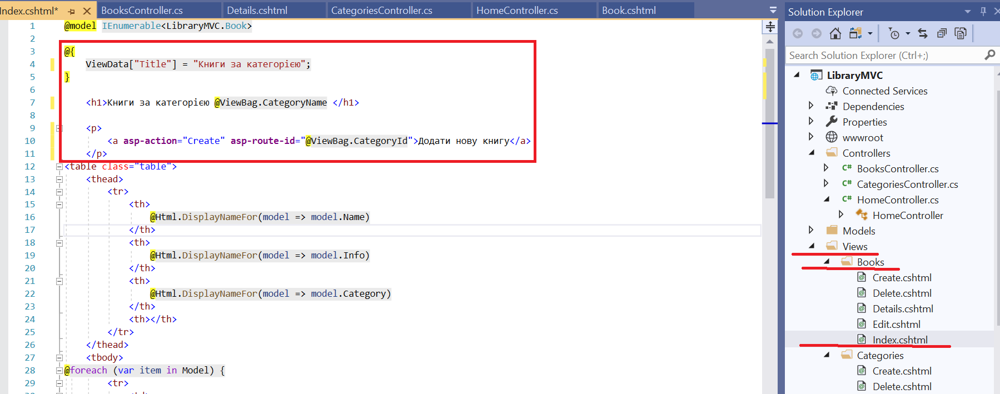 Index.cshtml*
BooksController.cs
Details.cshtml
CategoriesController.cs
HomeController.cs
Book.cshtml
1 @model IEnumerable<LibraryMVC.Book>
2
3 @{
4 ViewData["Title"] = "Книги за категорією";
5 }
6
7 <h1>Книги за категорією @ViewBag.CategoryName </h1>
8
9 <p>
10 <a asp-action="Create" asp-route-id="@ViewBag.CategoryId">Додати нову книгу</a>
11 </p>
12 <table class="table">
13 <thead>
14 <tr>
15 <th>
16 @Html.DisplayNameFor(model => model.Name)
17 </th>
18 <th>
19 @Html.DisplayNameFor(model => model.Info)
20 </th>
21 <th>
22 @Html.DisplayNameFor(model => model.Category)
23 </th>
24 <th></th>
25 </tr>
26 </thead>
27 <tbody>
28 @foreach (var item in Model) {
29 <tr>
Solution Explorer
Search Solution Explorer (Ctrl+;)
LibraryMVC
Connected Services
Dependencies
Properties
wwwroot
Controllers
C# BooksController.cs
C# CategoriesController.cs
C# HomeController.cs
HomeController
Models
Views
Books
Create.cshtml
Delete.cshtml
Details.cshtml
Edit.cshtml
Index.cshtml
Categories
Create.cshtml
Delete.cshtml